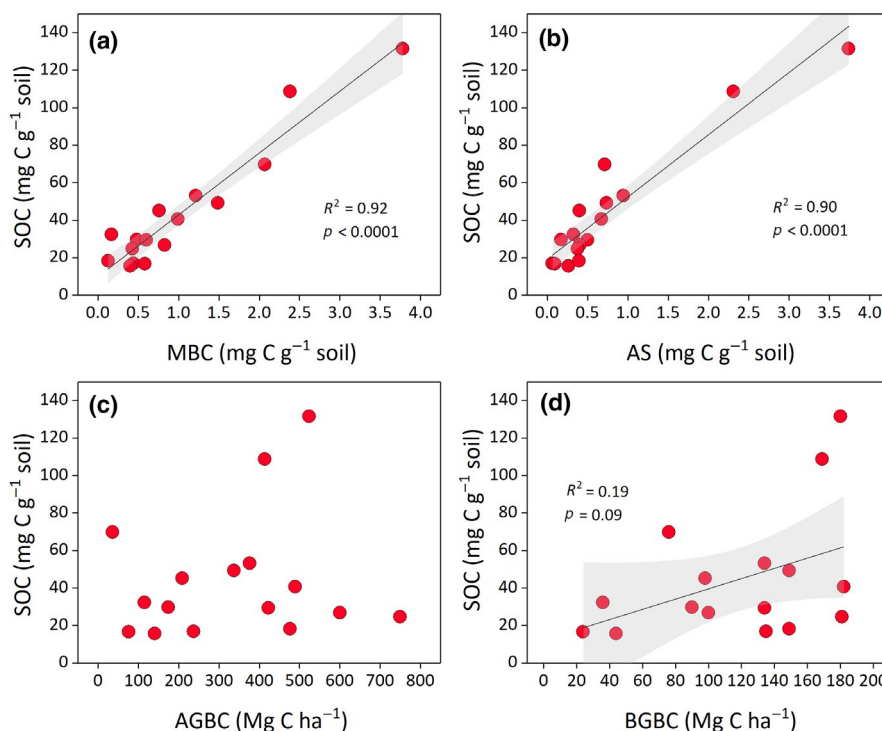 (a)
SOC (mg C g⁻¹ soil)
140
120
100
80
60
40
20
0
R² = 0.92
p < 0.0001
0.0 0.5 1.0 1.5 2.0 2.5 3.0 3.5 4.0
MBC (mg C g⁻¹ soil)
(b)
SOC (mg C g⁻¹ soil)
140
120
100
80
60
40
20
0
R² = 0.90
p < 0.0001
0.0 0.5 1.0 1.5 2.0 2.5 3.0 3.5 4.0
AS (mg C g⁻¹ soil)
(c)
SOC (mg C g⁻¹ soil)
140
120
100
80
60
40
20
0
0 100 200 300 400 500 600 700 800
AGBC (Mg C ha⁻¹)
(d)
SOC (mg C g⁻¹ soil)
140
120
100
80
60
40
20
0
R² = 0.19
p = 0.09
0 20 40 60 80 100 120 140 160 180 200
BGBC (Mg C ha⁻¹)